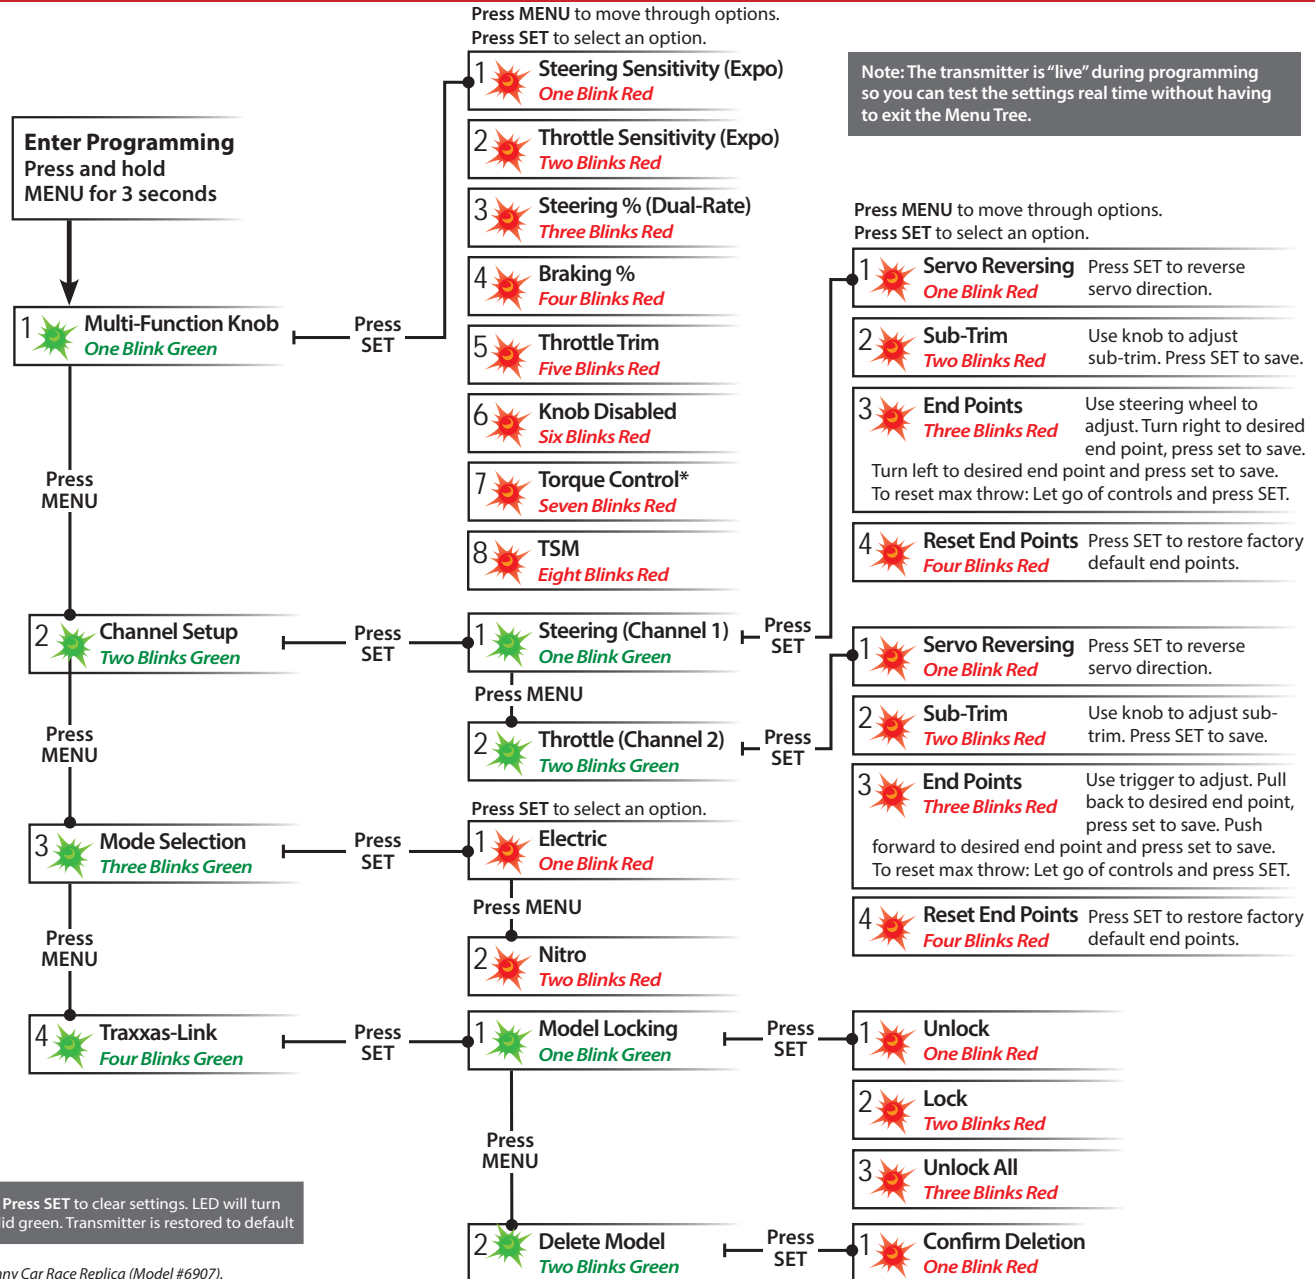 Press MENU to move through options.
Press SET to select an option.
1 Steering Sensitivity (Expo)
One Blink Red
2 Throttle Sensitivity (Expo)
Two Blinks Red
3 Steering % (Dual-Rate)
Three Blinks Red
4 Braking %
Four Blinks Red
5 Throttle Trim
Five Blinks Red
6 Knob Disabled
Six Blinks Red
7 Torque Control*
Seven Blinks Red
8 TSM
Eight Blinks Red
Note: The transmitter is “live” during programming
so you can test the settings real time without having
to exit the Menu Tree.
Enter Programming
Press and hold
MENU for 3 seconds
1 Multi-Function Knob
One Blink Green
Press
SET
Press
MENU
2 Channel Setup
Two Blinks Green
Press
SET
1 Steering (Channel 1)
One Blink Green
Press
SET
Press MENU
2 Throttle (Channel 2)
Two Blinks Green
Press
SET
Press MENU to move through options.
Press SET to select an option.
1 Servo Reversing
One Blink Red
Press SET to reverse
servo direction.
2 Sub-Trim
Two Blinks Red
Use knob to adjust
sub-trim. Press SET to save.
3 End Points
Three Blinks Red
Use steering wheel to
adjust. Turn right to desired
end point, press set to save.
Turn left to desired end point and press set to save.
To reset max throw: Let go of controls and press SET.
4 Reset End Points
Four Blinks Red
Press SET to restore factory
default end points.
1 Servo Reversing
One Blink Red
Press SET to reverse
servo direction.
2 Sub-Trim
Two Blinks Red
Use knob to adjust sub-
trim. Press SET to save.
3 End Points
Three Blinks Red
Use trigger to adjust. Pull
back to desired end point,
press set to save. Push
forward to desired end point and press set to save.
To reset max throw: Let go of controls and press SET.
4 Reset End Points
Four Blinks Red
Press SET to restore factory
default end points.
Press
MENU
3 Mode Selection
Three Blinks Green
Press
SET
Press SET to select an option.
1 Electric
One Blink Red
Press MENU
2 Nitro
Two Blinks Red
Press
MENU
4 Traxxas-Link
Four Blinks Green
Press
SET
1 Model Locking
One Blink Green
Press
SET
1 Unlock
One Blink Red
2 Lock
Two Blinks Red
3 Unlock All
Three Blinks Red
Press
MENU
2 Delete Model
Two Blinks Green
Press
SET
1 Confirm Deletion
One Blink Red
Press SET to clear settings. LED will turn
green. Transmitter is restored to default
Car Race Replica (Model #6907).